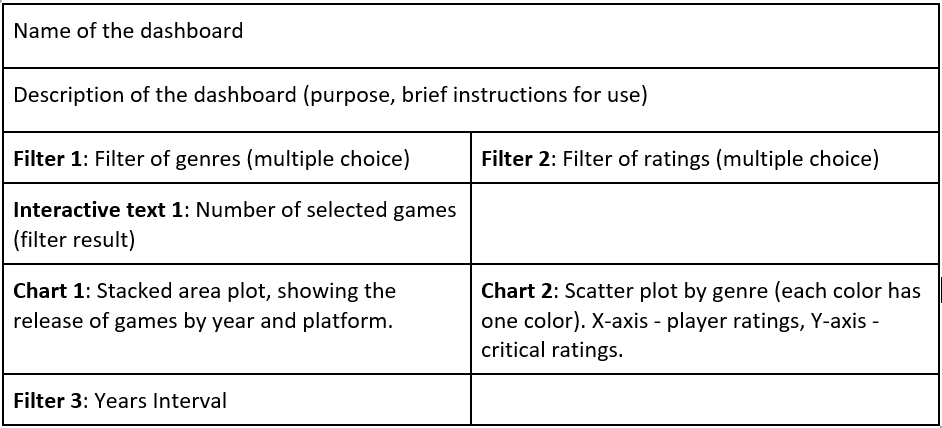 Name of the dashboard
Description of the dashboard (purpose, brief instructions for use)
Filter 1: Filter of genres (multiple choice)
Filter 2: Filter of ratings (multiple choice)
Interactive text 1: Number of selected games
(filter result)
Chart 1: Stacked area plot, showing the
release of games by year and platform.
Chart 2: Scatter plot by genre (each color has
one color). X-axis - player ratings, Y-axis -
critical ratings.
Filter 3: Years Interval